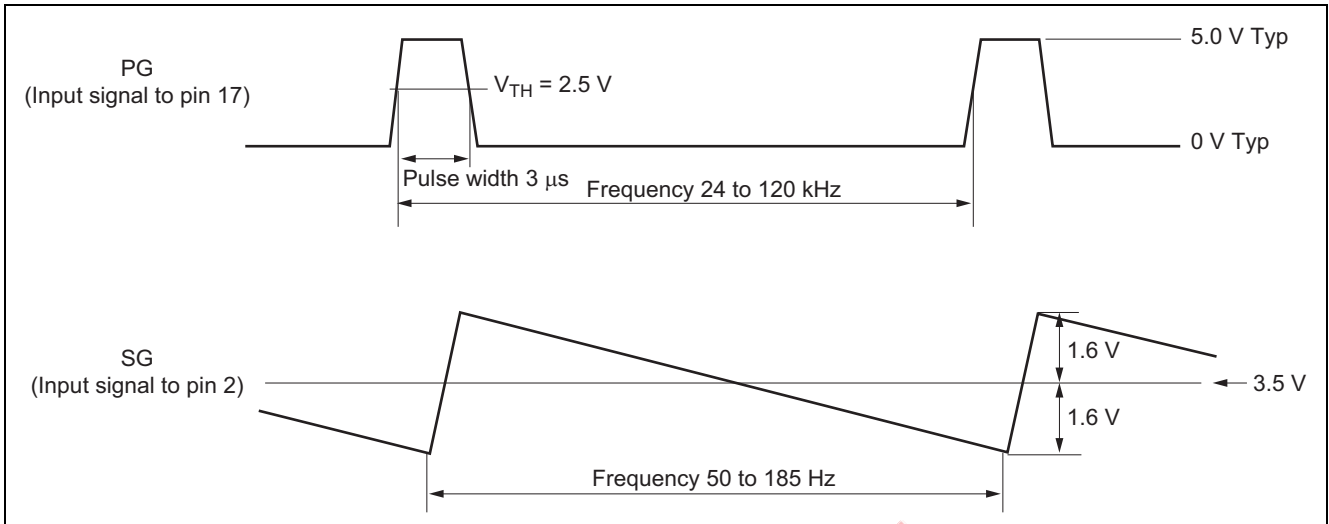 5.0 V Typ
PG
(Input signal to pin 17)
V_TH = 2.5 V
0 V Typ
Pulse width 3 μs
Frequency 24 to 120 kHz
SG
(Input signal to pin 2)
1.6 V
3.5 V
1.6 V
Frequency 50 to 185 Hz